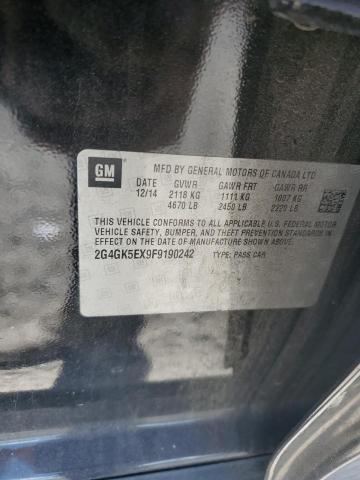 GM
MFD BY GENERAL MOTORS OF CANADA LTD
DATE GVWR GAWR FRT GAWR RR
12/14 2118 KG 1111 KG 1007 KG
4670 LB 2450 LB 2220 LB
THIS VEHICLE CONFORMS TO ALL APPLICABLE U.S. FEDERAL MOTOR
VEHICLE SAFETY, BUMPER, AND THEFT PREVENTION STANDARDS IN
EFFECT ON THE DATE OF MANUFACTURE SHOWN ABOVE.
2G4GK5EX9F9190242 TYPE: PASS CAR